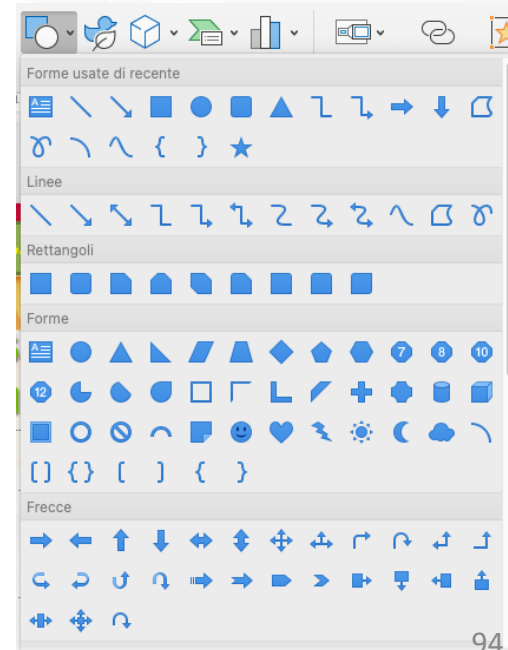 Forme usate di recente
A
Linee
Rettangoli
Forme
A
7
8
10
12
Frecce
94